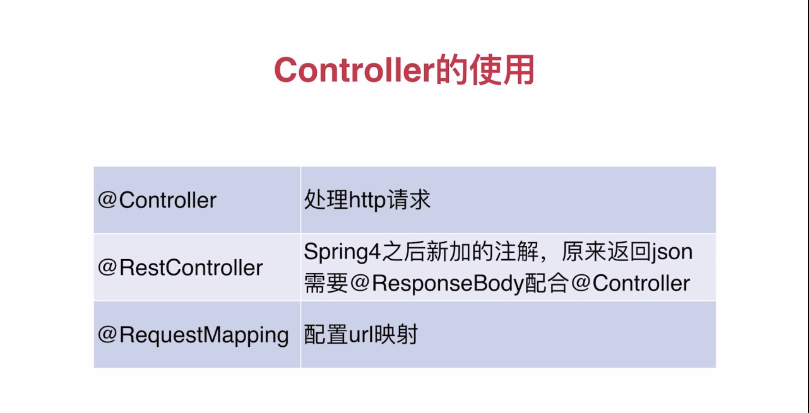 Controller的使用
@Controller
处理http请求
@RestController
Spring4之后新加的注解，原来返回json
需要@ResponseBody配合@Controller
@RequestMapping
配置url映射